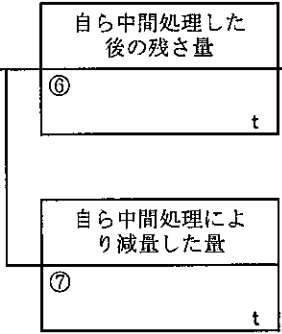 自ら中間処理した
後の残さ量
⑥
t
自ら中間処理によ
り減量した量
⑦
t